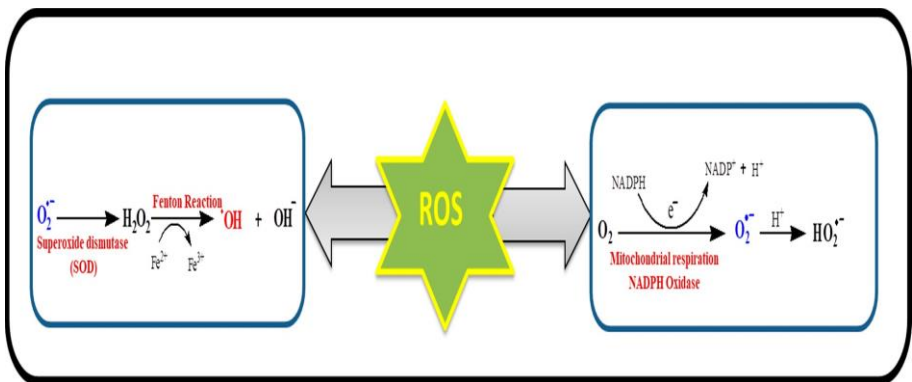 Fenton Reaction
O₂•− H₂O₂ •OH + OH⁻
Superoxide dismutase
(SOD)
Fe²⁺ Fe³⁺
ROS
NADPH NADP⁺ + H⁺
e⁻
O₂ O₂•− H⁺ HO₂•−
Mitochondrial respiration
NADPH Oxidase